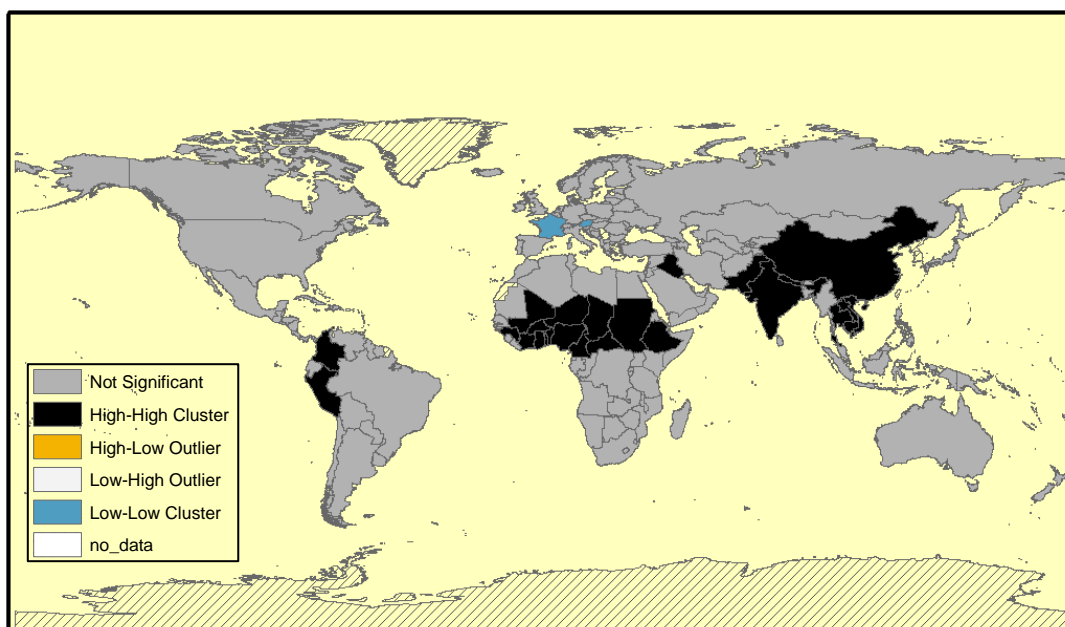 Not Significant
High-High Cluster
High-Low Outlier
Low-High Outlier
Low-Low Cluster
no_data